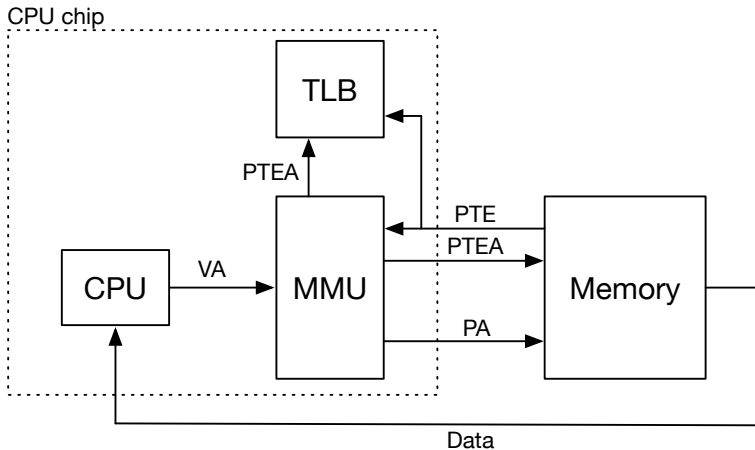 CPU chip
TLB
PTEA
PTE
PTEA
VA
CPU
MMU
Memory
PA
Data